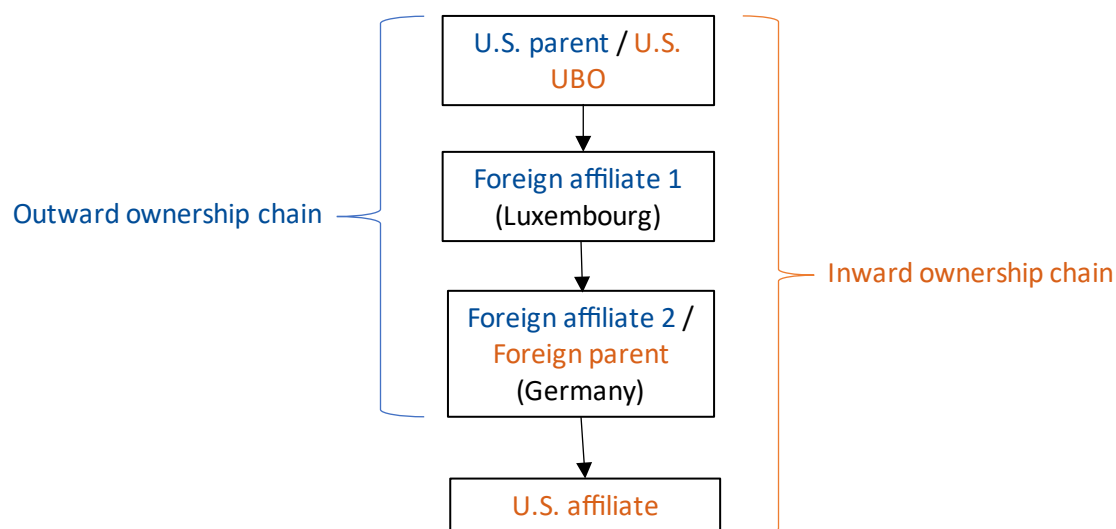 U.S. parent / U.S.
UBO
Foreign affiliate 1
(Luxembourg)
Outward ownership chain
Inward ownership chain
Foreign affiliate 2 /
Foreign parent
(Germany)
U.S. affiliate